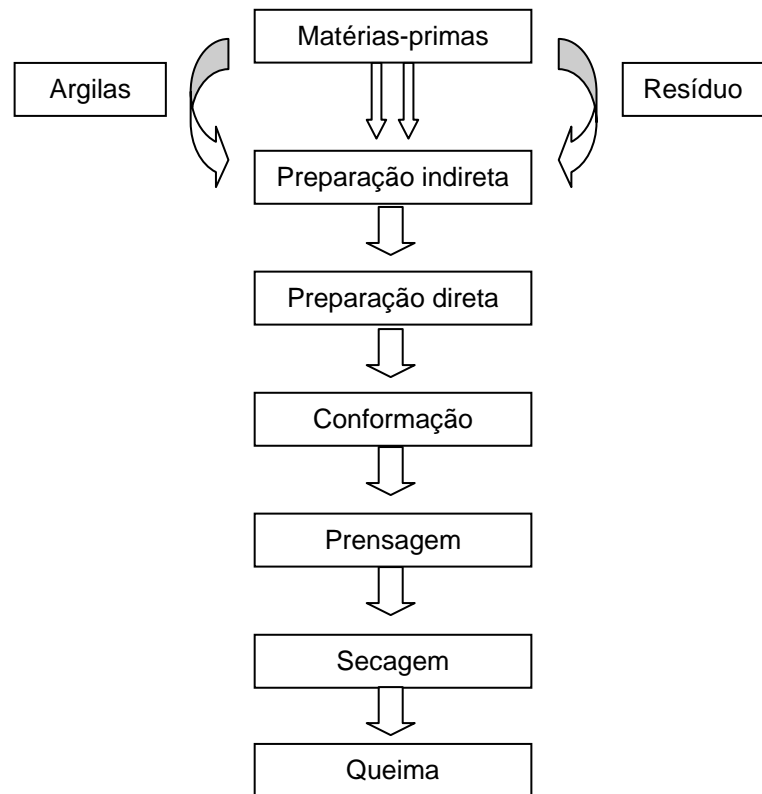 Matérias-primas
Argilas
Resíduo
Preparação indireta
Preparação direta
Conformação
Prensagem
Secagem
Queima